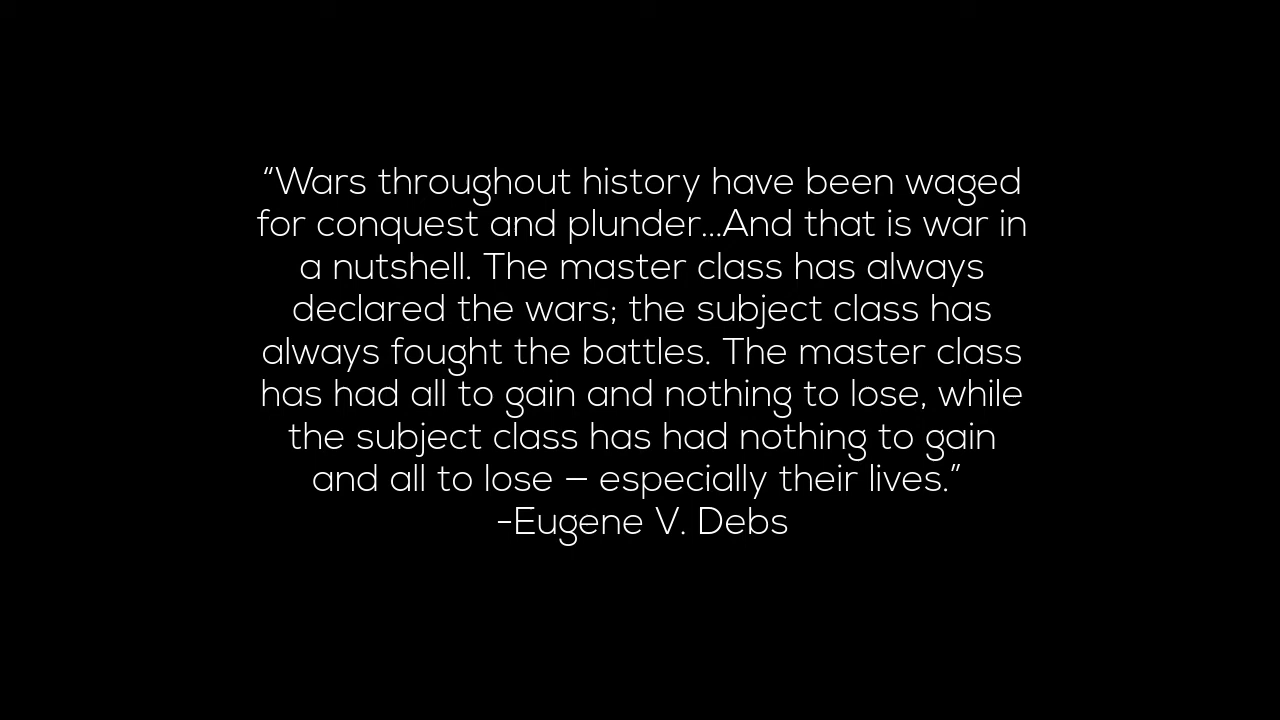 “Wars throughout history have been waged
for conquest and plunder...And that is war in
a nutshell. The master class has always
declared the wars; the subject class has
always fought the battles. The master class
has had all to gain and nothing to lose, while
the subject class has had nothing to gain
and all to lose — especially their lives.”
-Eugene V. Debs